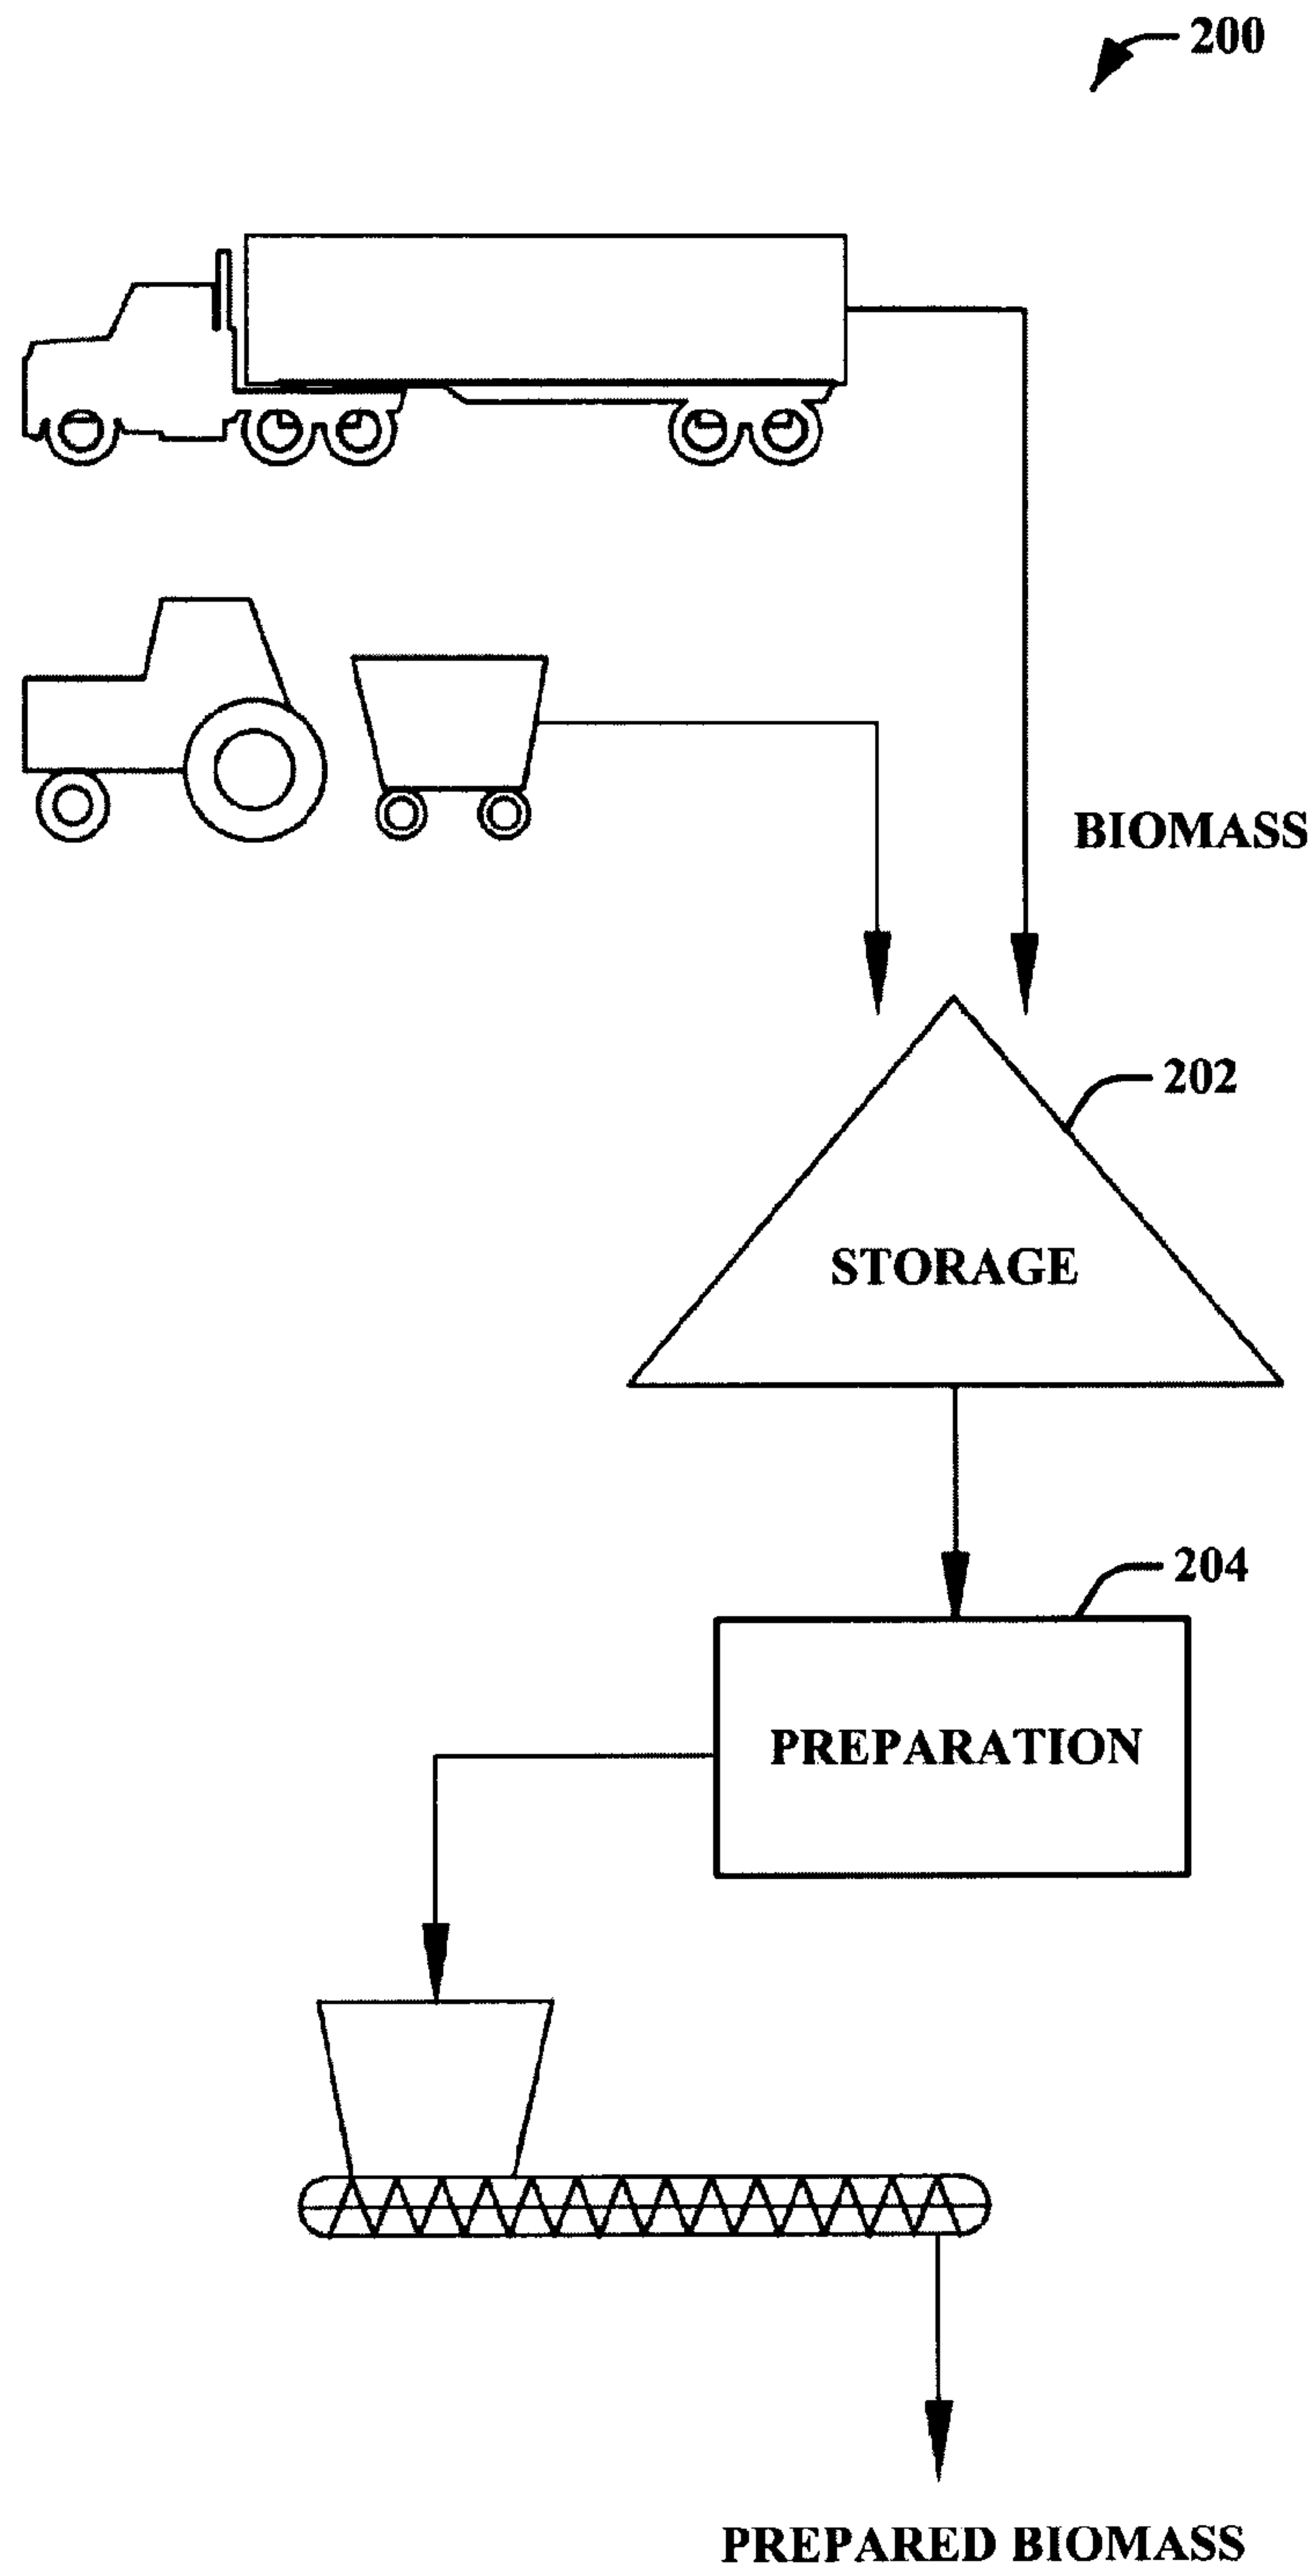 200
BIOMASS
202
STORAGE
204
PREPARATION
PREPARED BIOMASS